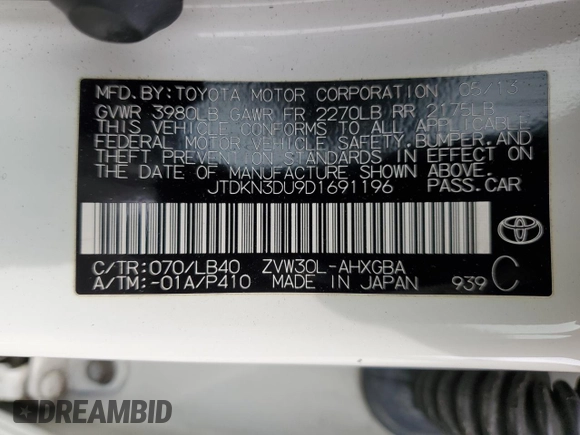 MFD. BY: TOYOTA MOTOR CORPORATION 05/13
GVWR 3980LB GAWR FR 2270LB RR 2175LB
THIS VEHICLE CONFORMS TO ALL APPLICABLE
FEDERAL MOTOR VEHICLE SAFETY, BUMPER, AND
THEFT PREVENTION STANDARDS IN EFFECT ON
THE DATE OF MANUFACTURE SHOWN ABOVE.
JTDKN3DU9D1691196 PASS. CAR
C/TR: 070/LB40 ZVW30L-AHXGBA
A/TM: -01A/P410 MADE IN JAPAN 939 C
TOYOTA
DREAMBID